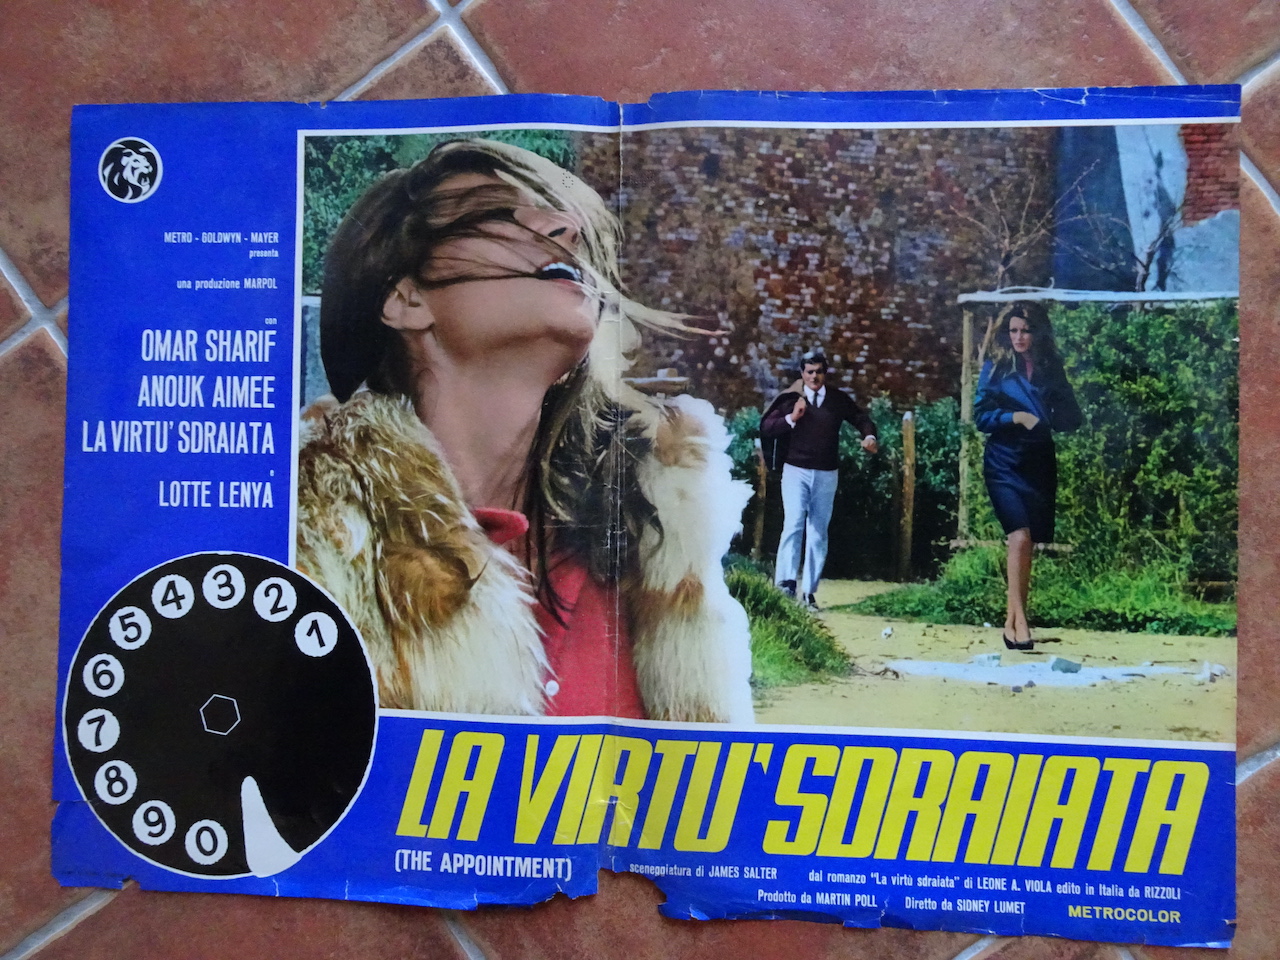 METRO - GOLDWYN - MAYER
presenta
una produzione MARPOL
con
OMAR SHARIF
ANOUK AIMEE
LA VIRTU' SDRAIATA
e
LOTTE LENYA
1
2
3
4
5
6
7
8
9
0
LA VIRTU' SDRAIATA
(THE APPOINTMENT)
sceneggiatura di JAMES SALTER dal romanzo "La virtù sdraiata" di LEONE A. VIOLA edito in Italia da RIZZOLI
Prodotto da MARTIN POLL Diretto da SIDNEY LUMET METROCOLOR